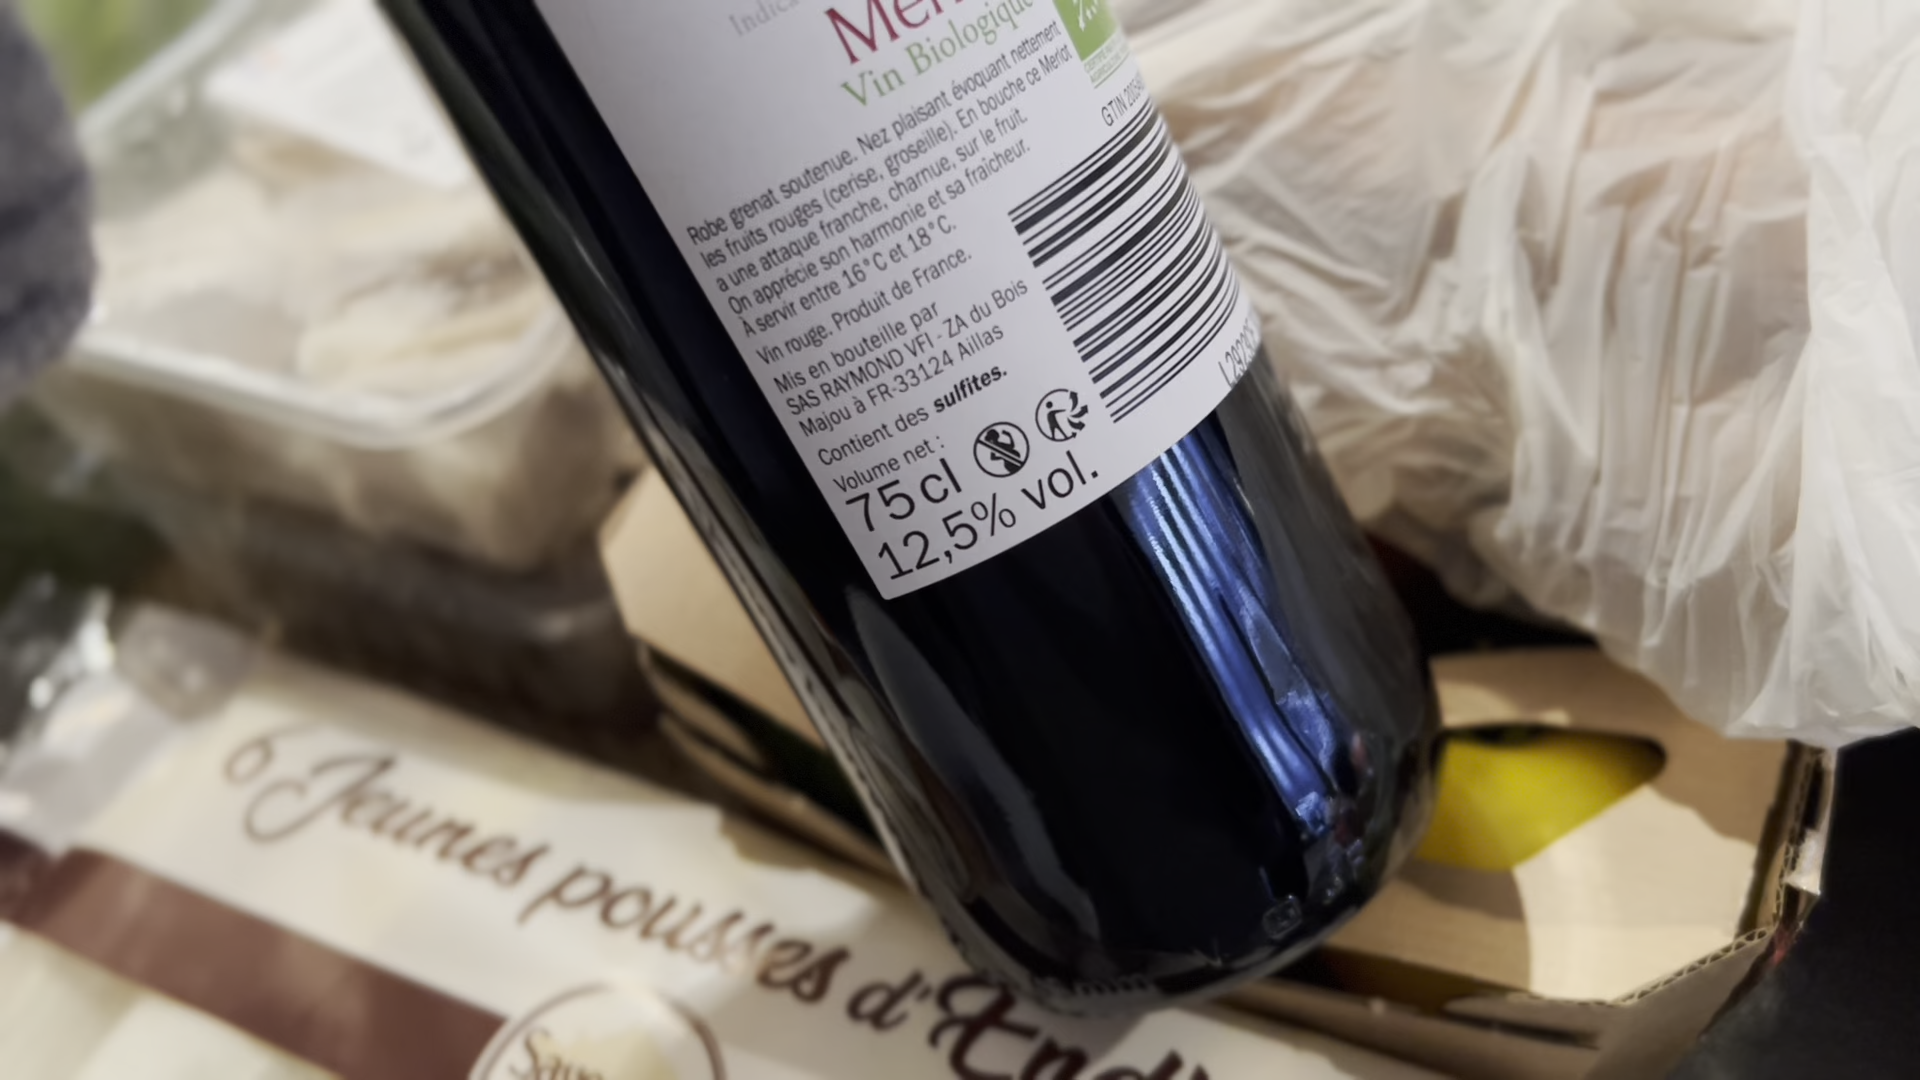 Vin Biologique
Robe grenat soutenue. Nez plaisant évoquant nettement
les fruits rouges (cerise, groseille). En bouche ce Merlot
a une attaque franche, charnue, sur le fruit.
On apprécie son harmonie et sa fraîcheur.
À servir entre 16°C et 18°C.
Vin rouge. Produit de France.
Mis en bouteille par
SAS RAYMOND VFI - ZA du Bois
Majou à FR-33124 Aillas
Contient des sulfites.
Volume net :
75 cl
12,5% vol.
GTIN
6 Jeunes pousses d'End